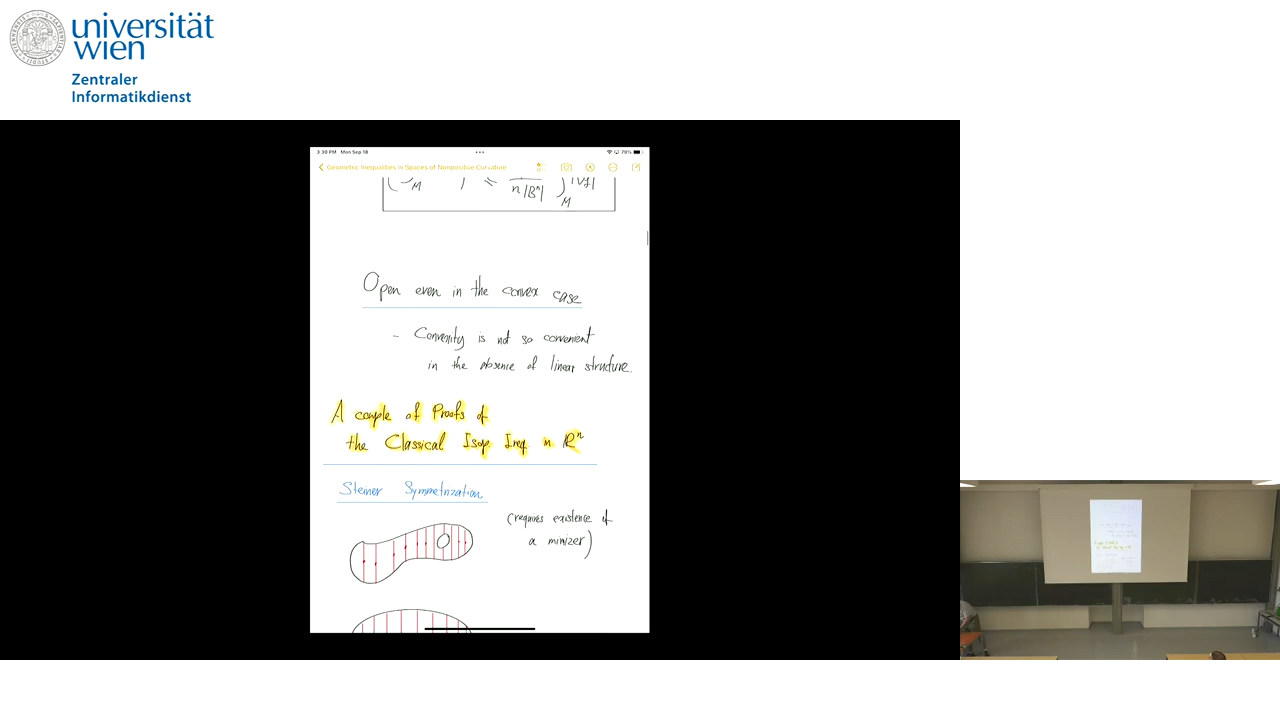 universität
wien
Zentraler
Informatikdienst
3:30 PM Mon Sep 18
79%
Geometric Inequalities in Spaces of Nonpositive Curvature
M
n|B^n|
|∇f|
M
Open even in the convex case
- Convexity is not so convenient
in the absence of linear structure.
A couple of Proofs of
the Classical Isop Ineq in R^n
Steiner Symmetrization
(requires existence of
a minizer)